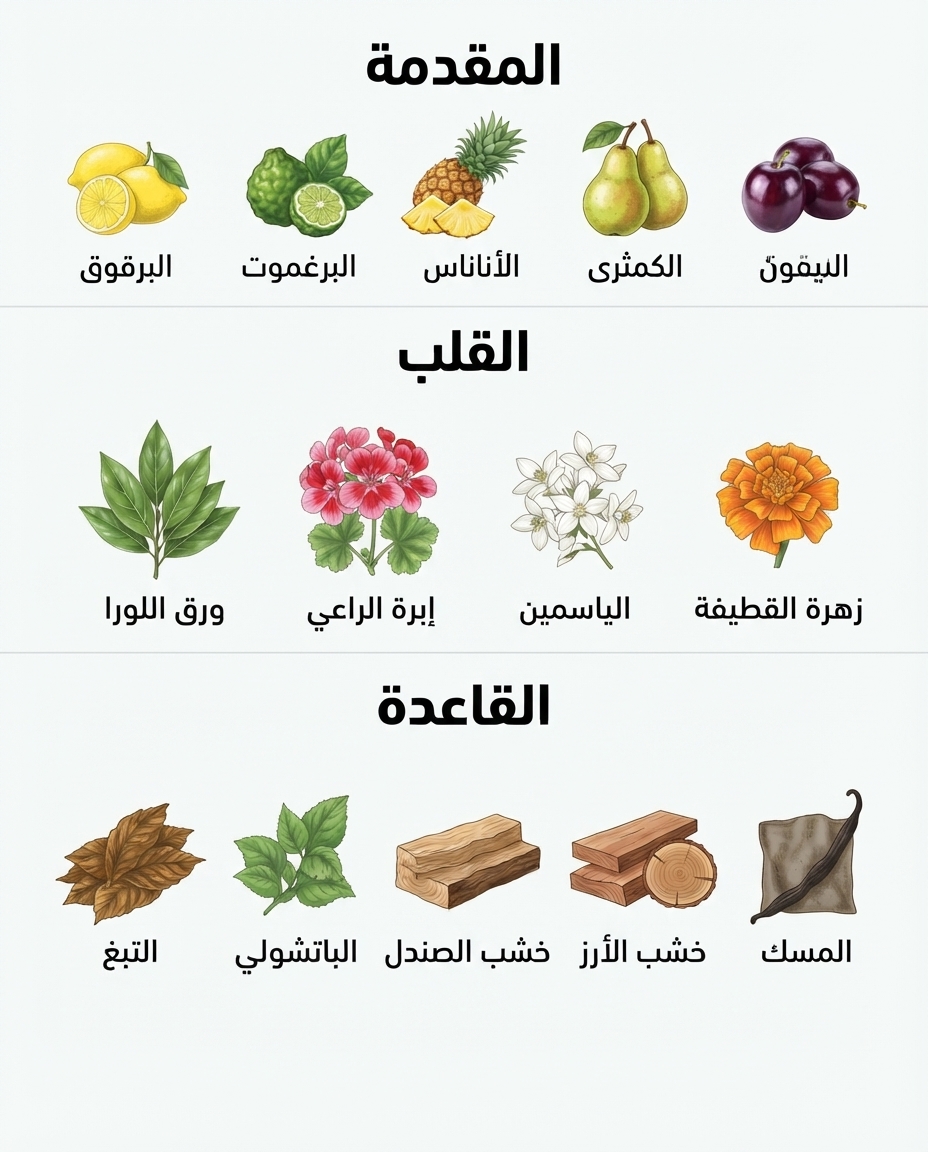 المقدمة
الكمثرى الأناناس البرغموت البرقوق
القلب
زهرة القطيفة الياسمين إبرة الراعي ورق اللورا
القاعدة
المسك خشب الأرز خشب الصندل الباتشولي التبغ